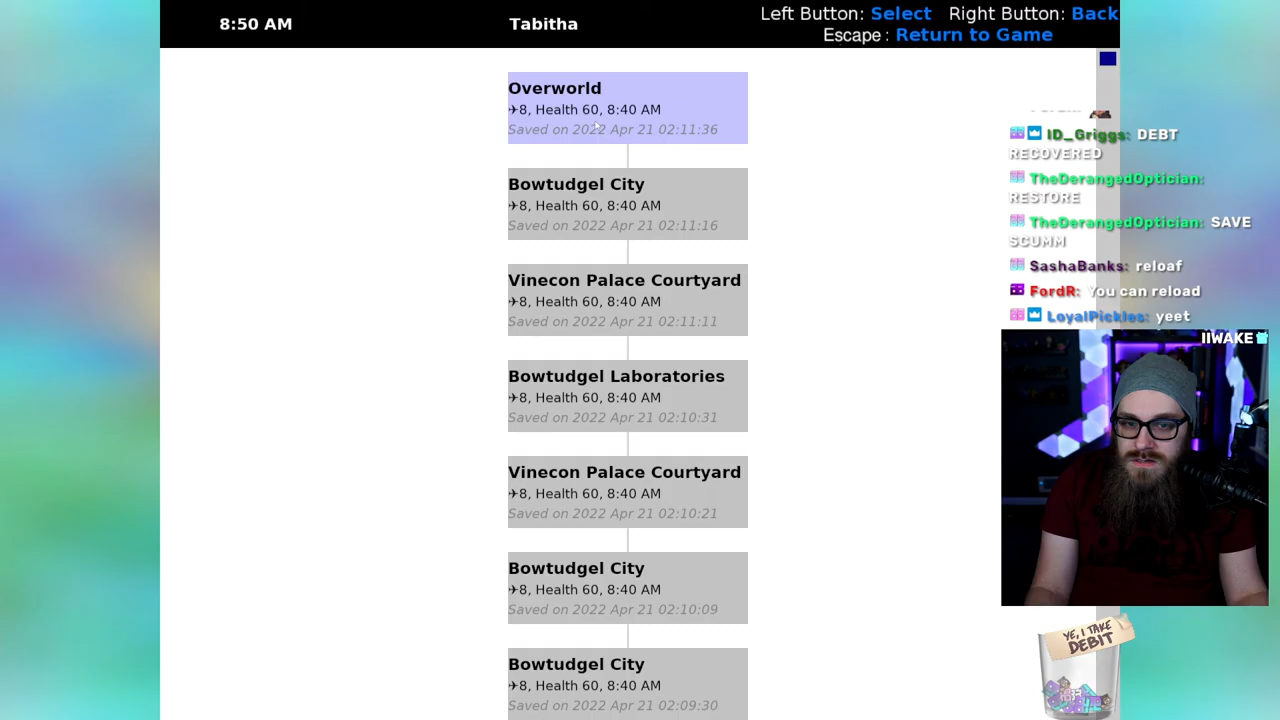 8:50 AM
Tabitha
Left Button: Select Right Button: Back
Escape : Return to Game
Overworld
✈8, Health 60, 8:40 AM
Saved on 2022 Apr 21 02:11:36
Bowtudgel City
✈8, Health 60, 8:40 AM
Saved on 2022 Apr 21 02:11:16
Vinecon Palace Courtyard
✈8, Health 60, 8:40 AM
Saved on 2022 Apr 21 02:11:11
Bowtudgel Laboratories
✈8, Health 60, 8:40 AM
Saved on 2022 Apr 21 02:10:31
Vinecon Palace Courtyard
✈8, Health 60, 8:40 AM
Saved on 2022 Apr 21 02:10:21
Bowtudgel City
✈8, Health 60, 8:40 AM
Saved on 2022 Apr 21 02:10:09
Bowtudgel City
✈8, Health 60, 8:40 AM
Saved on 2022 Apr 21 02:09:30
ID_Griggs: DEBT
RECOVERED
TheDerangedOptician:
RESTORE
TheDerangedOptician: SAVE
SCUMM
SashaBanks: reloaf
FordR: You can reload
LoyalPickles: yeet
IIWAKE
YE, I TAKE
DEBIT